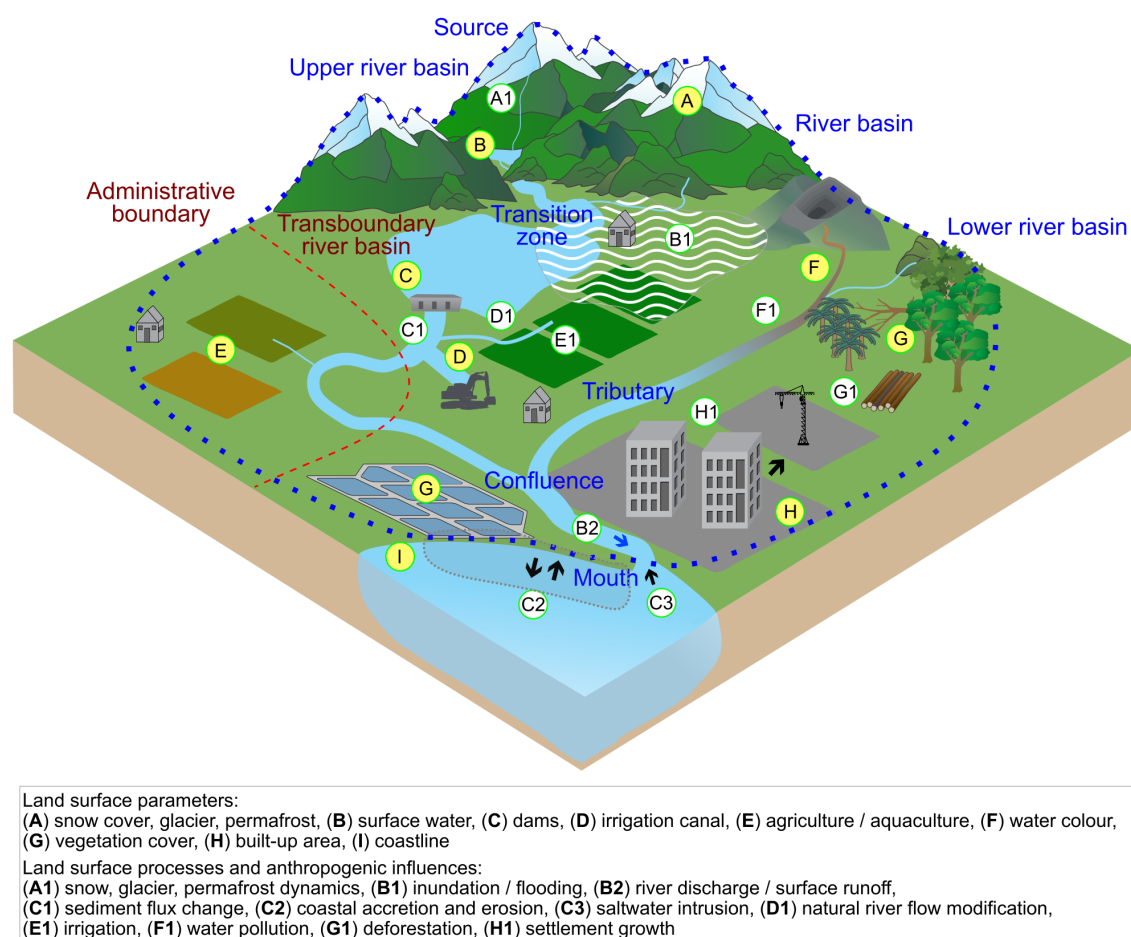 Source
Upper river basin
A1
A
River basin
B
Administrative
boundary
Transboundary
river basin
Transition
zone
B1
Lower river basin
C
F
C1
D1
F1
E
D
E1
G
Tributary
G1
H1
G
Confluence
H
B2
I
Mouth
C2
C3
Land surface parameters:
(A) snow cover, glacier, permafrost, (B) surface water, (C) dams, (D) irrigation canal, (E) agriculture / aquaculture, (F) water colour,
(G) vegetation cover, (H) built-up area, (I) coastline
Land surface processes and anthropogenic influences:
(A1) snow, glacier, permafrost dynamics, (B1) inundation / flooding, (B2) river discharge / surface runoff,
(C1) sediment flux change, (C2) coastal accretion and erosion, (C3) saltwater intrusion, (D1) natural river flow modification,
(E1) irrigation, (F1) water pollution, (G1) deforestation, (H1) settlement growth